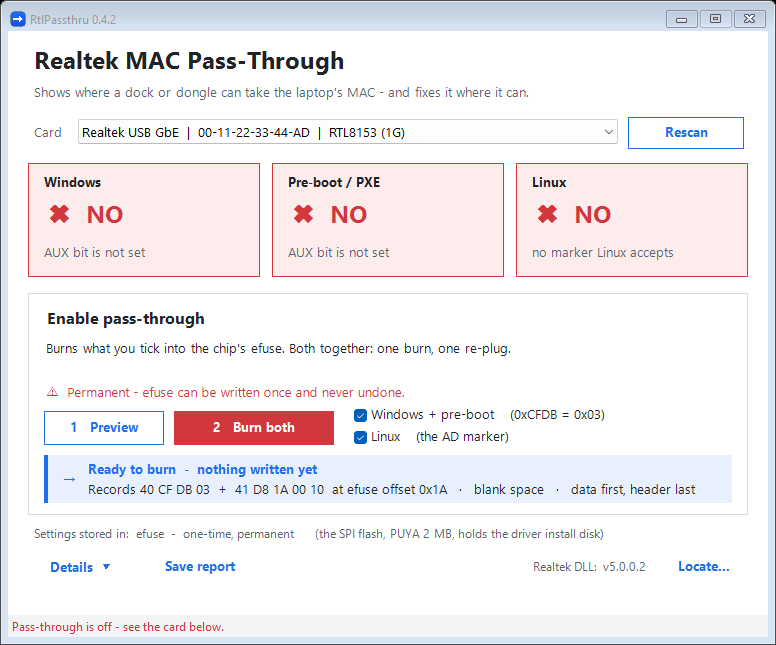 RtlPassthru 0.4.2
Realtek MAC Pass-Through
Shows where a dock or dongle can take the laptop's MAC - and fixes it where it can.
Card Realtek USB GbE | 00-11-22-33-44-AD | RTL8153 (1G) Rescan
Windows
✖ NO
AUX bit is not set
Pre-boot / PXE
✖ NO
AUX bit is not set
Linux
✖ NO
no marker Linux accepts
Enable pass-through
Burns what you tick into the chip's efuse. Both together: one burn, one re-plug.
⚠ Permanent - efuse can be written once and never undone.
1 Preview
2 Burn both
Windows + pre-boot (0xCFDB = 0x03)
Linux (the AD marker)
→ Ready to burn - nothing written yet
Records 40 CF DB 03 + 41 D8 1A 00 10 at efuse offset 0x1A · blank space · data first, header last
Settings stored in: efuse - one-time, permanent (the SPI flash, PUYA 2 MB, holds the driver install disk)
Details ▼ Save report Realtek DLL: v5.0.0.2 Locate...
Pass-through is off - see the card below.